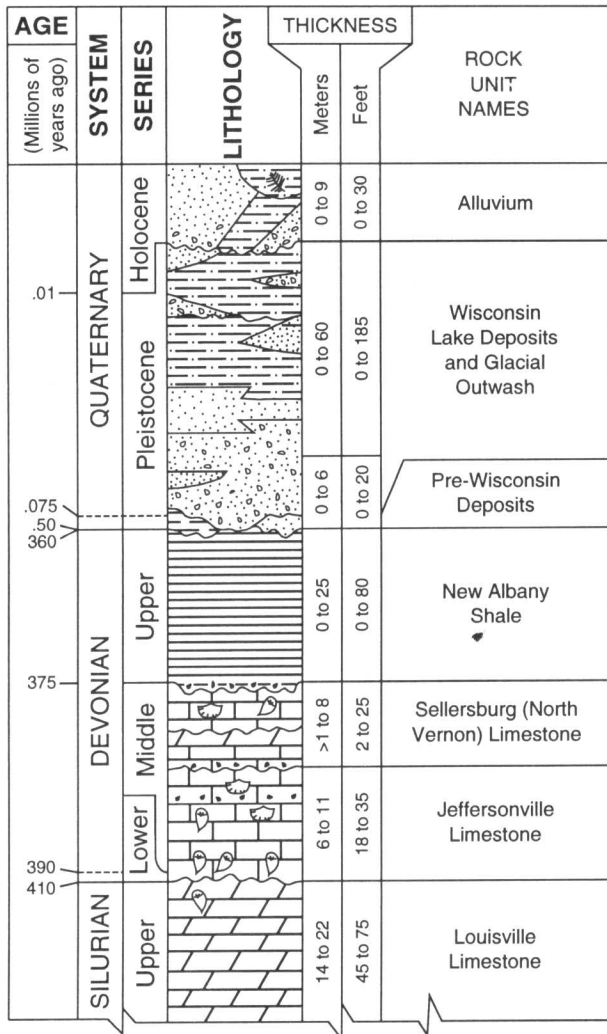 AGE
(Millions of
years ago)
SYSTEM
SERIES
LITHOLOGY
THICKNESS
Meters
Feet
ROCK
UNIT
NAMES
QUATERNARY
Holocene
0 to 9
0 to 30
Alluvium
.01
Pleistocene
0 to 60
0 to 185
Wisconsin
Lake Deposits
and Glacial
Outwash
0 to 6
0 to 20
Pre-Wisconsin
Deposits
.075
.50
360
DEVONIAN
Upper
0 to 25
0 to 80
New Albany
Shale
375
Middle
>1 to 8
2 to 25
Sellersburg (North
Vernon) Limestone
Lower
6 to 11
18 to 35
Jeffersonville
Limestone
390
410
SILURIAN
Upper
14 to 22
45 to 75
Louisville
Limestone